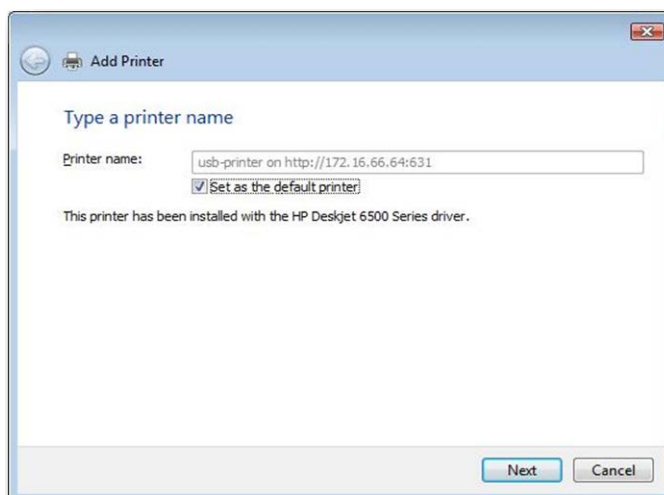 Add Printer
Type a printer name
Printer name: usb-printer on http://172.16.66.64:631
Set as the default printer
This printer has been installed with the HP Deskjet 6500 Series driver.
Next Cancel